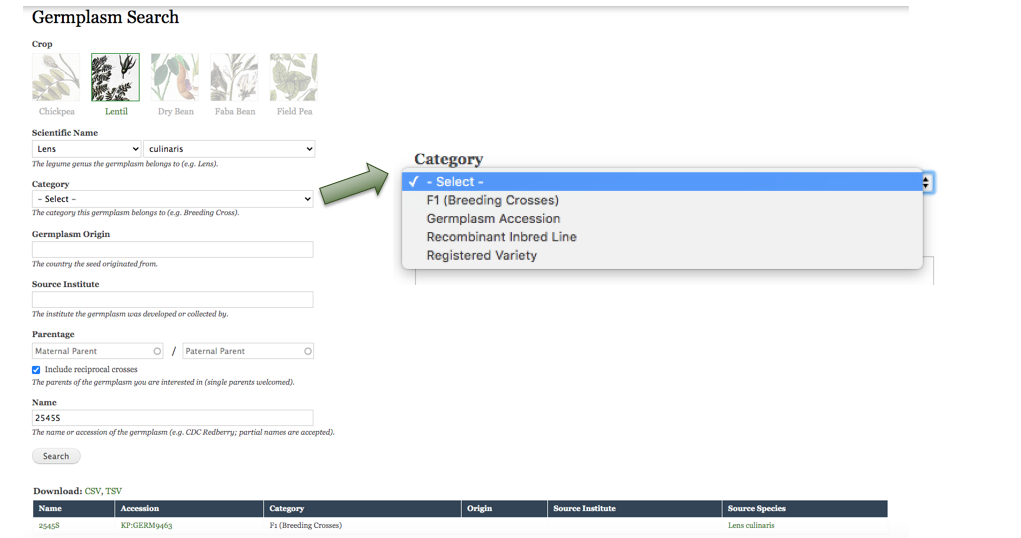 Germplasm Search
Crop
Chickpea Lentil Dry Bean Faba Bean Field Pea
Scientific Name
Lens culinaris
The legume genus the germplasm belongs to (e.g. Lens).
Category
- Select -
The category this germplasm belongs to (e.g. Breeding Cross).
Germplasm Origin
The country the seed originated from.
Source Institute
The institute the germplasm was developed or collected by.
Parentage
Maternal Parent / Paternal Parent
Include reciprocal crosses
The parents of the germplasm you are interested in (single parents welcomed).
Name
2545S
The name or accession of the germplasm (e.g. CDC Redberry; partial names are accepted).
Search
Category
- Select -
F1 (Breeding Crosses)
Germplasm Accession
Recombinant Inbred Line
Registered Variety
Download: CSV, TSV
Name Accession Category Origin Source Institute Source Species
2545S KP:GERM9463 F1 (Breeding Crosses) Lens culinaris